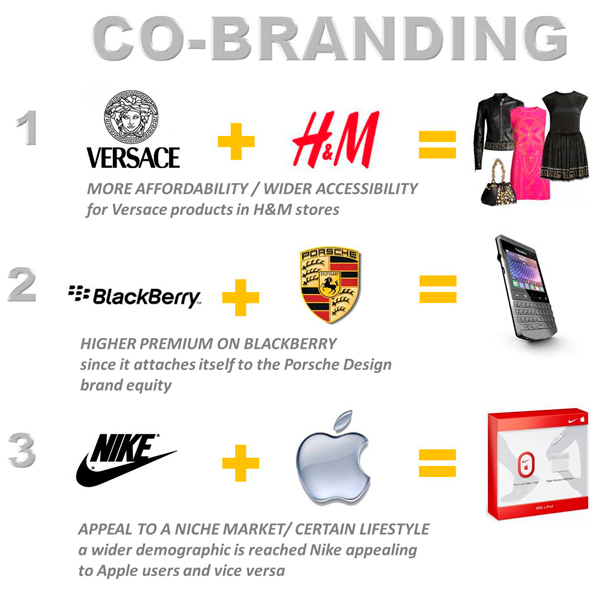 CO-BRANDING
1
VERSACE
H&M
MORE AFFORDABILITY / WIDER ACCESSIBILITY
for Versace products in H&M stores
2
BlackBerry
PORSCHE
STUTTGART
HIGHER PREMIUM ON BLACKBERRY
since it attaches itself to the Porsche Design
brand equity
3
NIKE
APPEAL TO A NICHE MARKET/ CERTAIN LIFESTYLE
a wider demographic is reached Nike appealing
to Apple users and vice versa